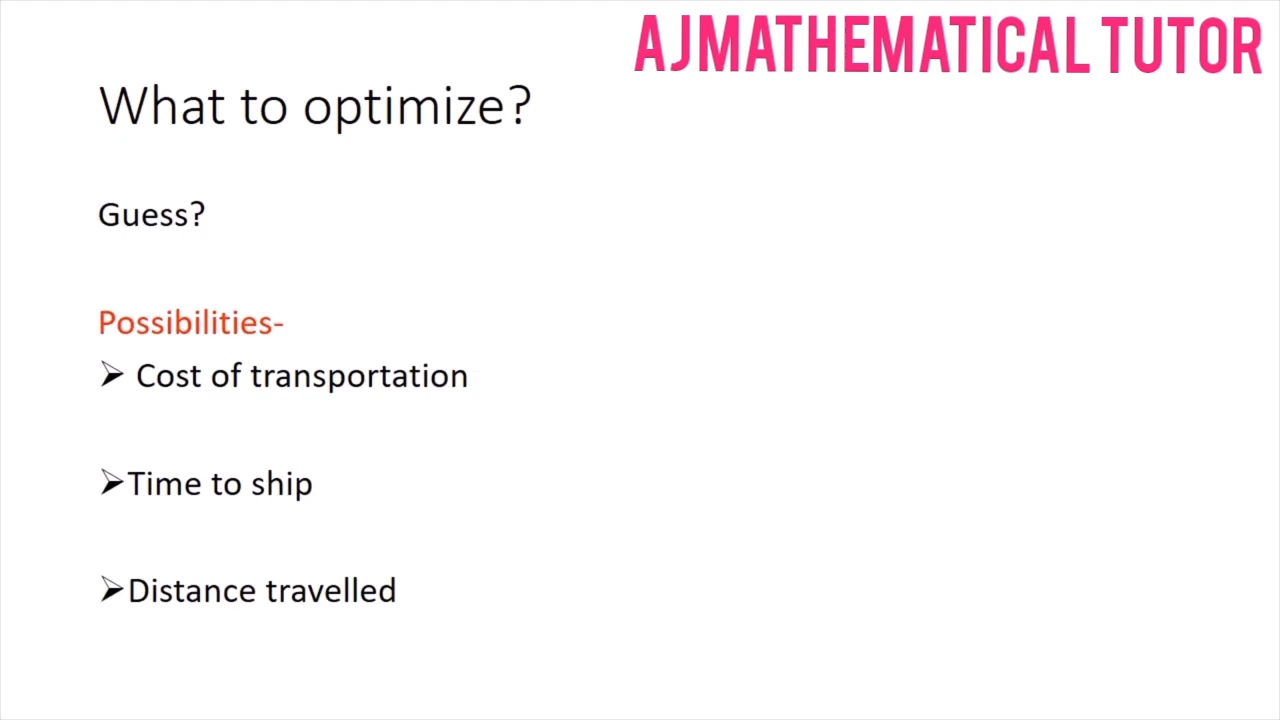 AJMATHEMATICAL TUTOR
What to optimize?
Guess?
Possibilities-
➢ Cost of transportation
➢Time to ship
➢Distance travelled